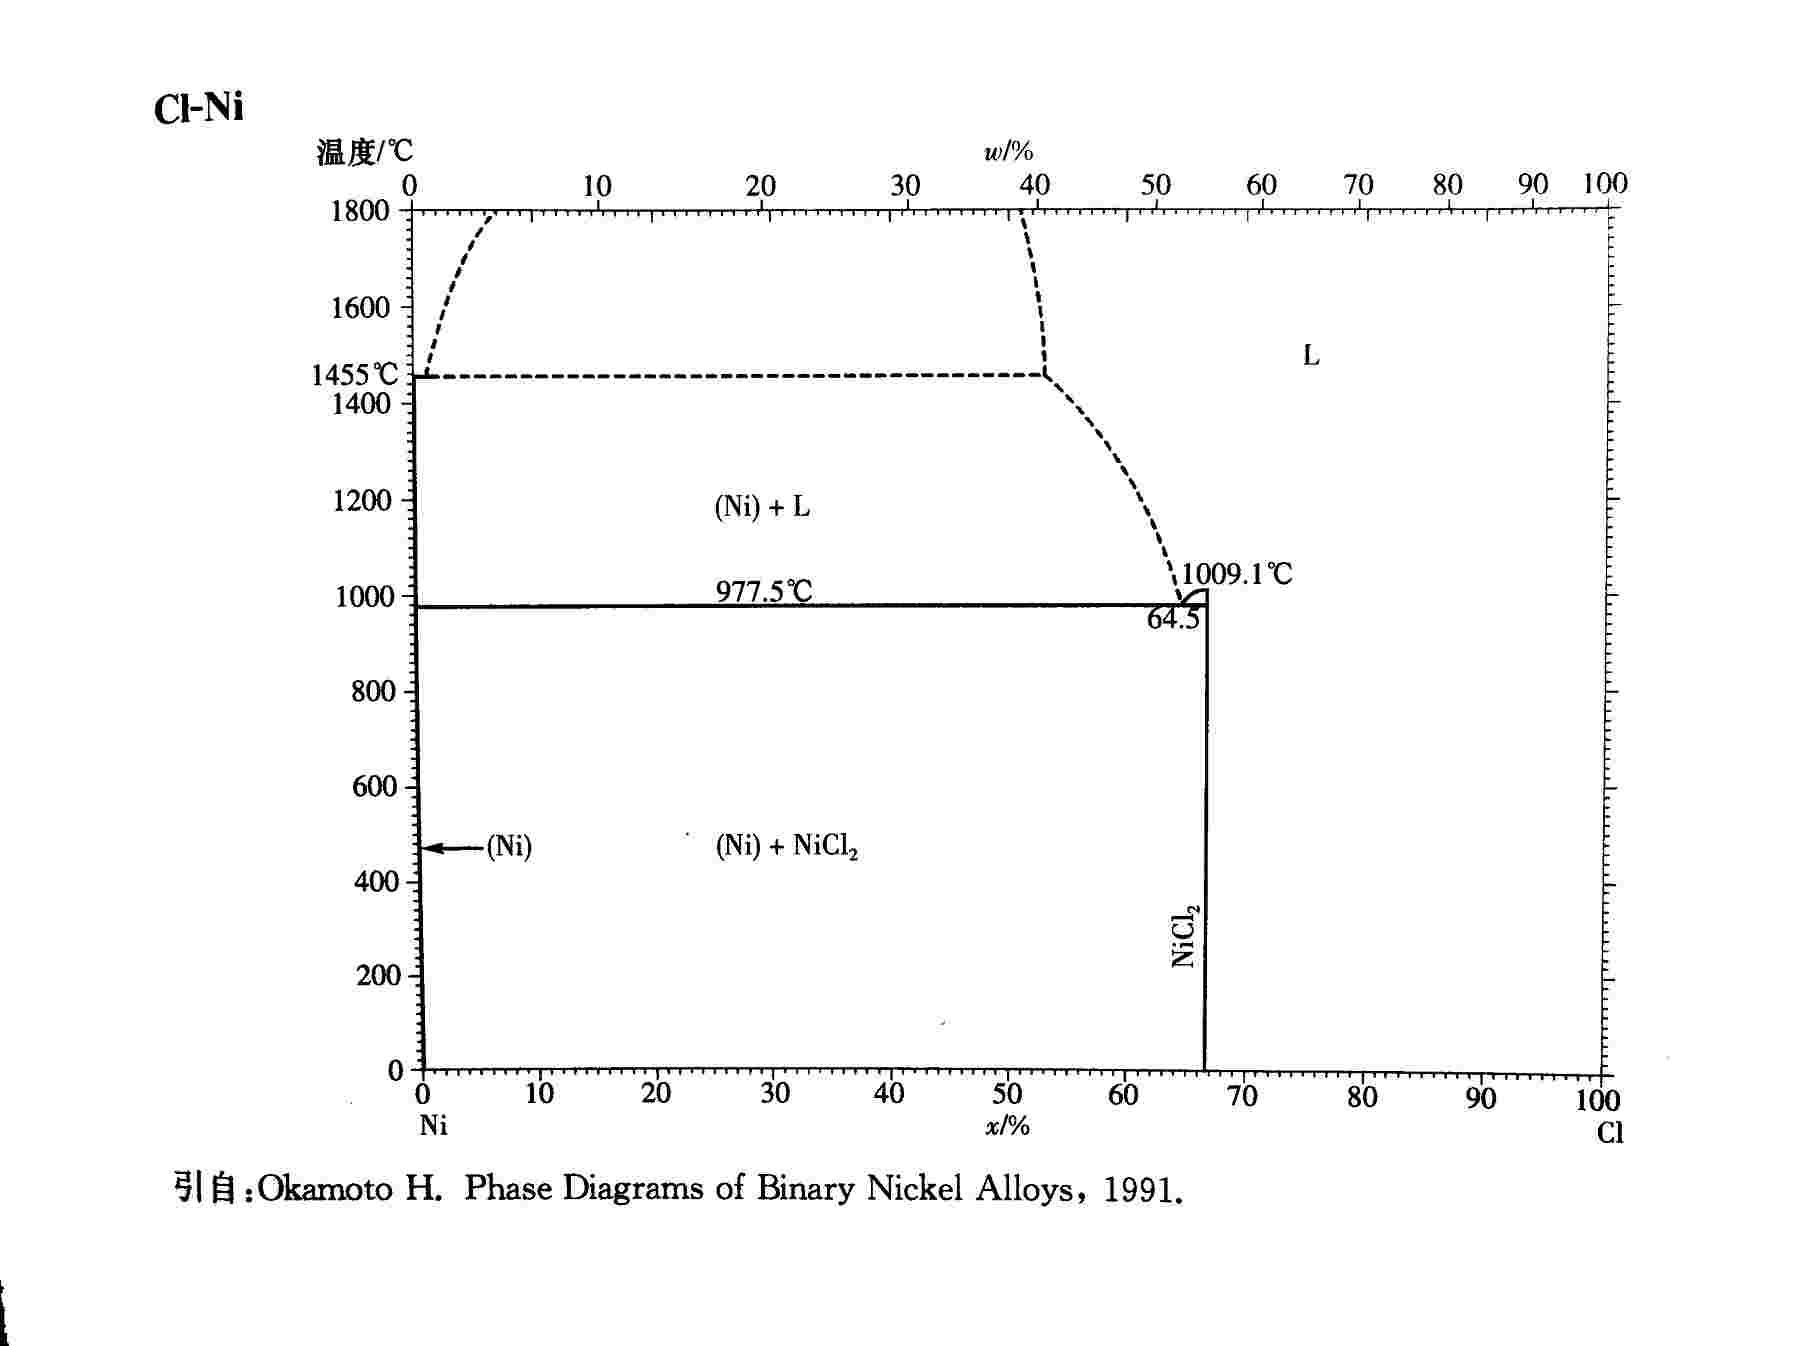 Cl-Ni
温度/℃
w/%
0 10 20 30 40 50 60 70 80 90 100
1800
1600
L
1455℃
1400
1200
(Ni) + L
1009.1℃
1000
977.5℃
64.5
800
600
(Ni)
(Ni) + NiCl₂
400
NiCl₂
200
0
0 10 20 30 40 50 60 70 80 90 100
Ni
x/%
Cl
引自:Okamoto H. Phase Diagrams of Binary Nickel Alloys, 1991.